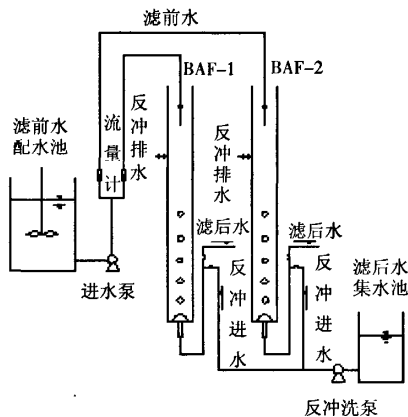 滤前水
BAF-1
BAF-2
滤前水
配水池
流量计
反冲排水
反冲排水
滤后水
滤后水
反冲进水
反冲进水
滤后水
集水池
进水泵
反冲洗泵